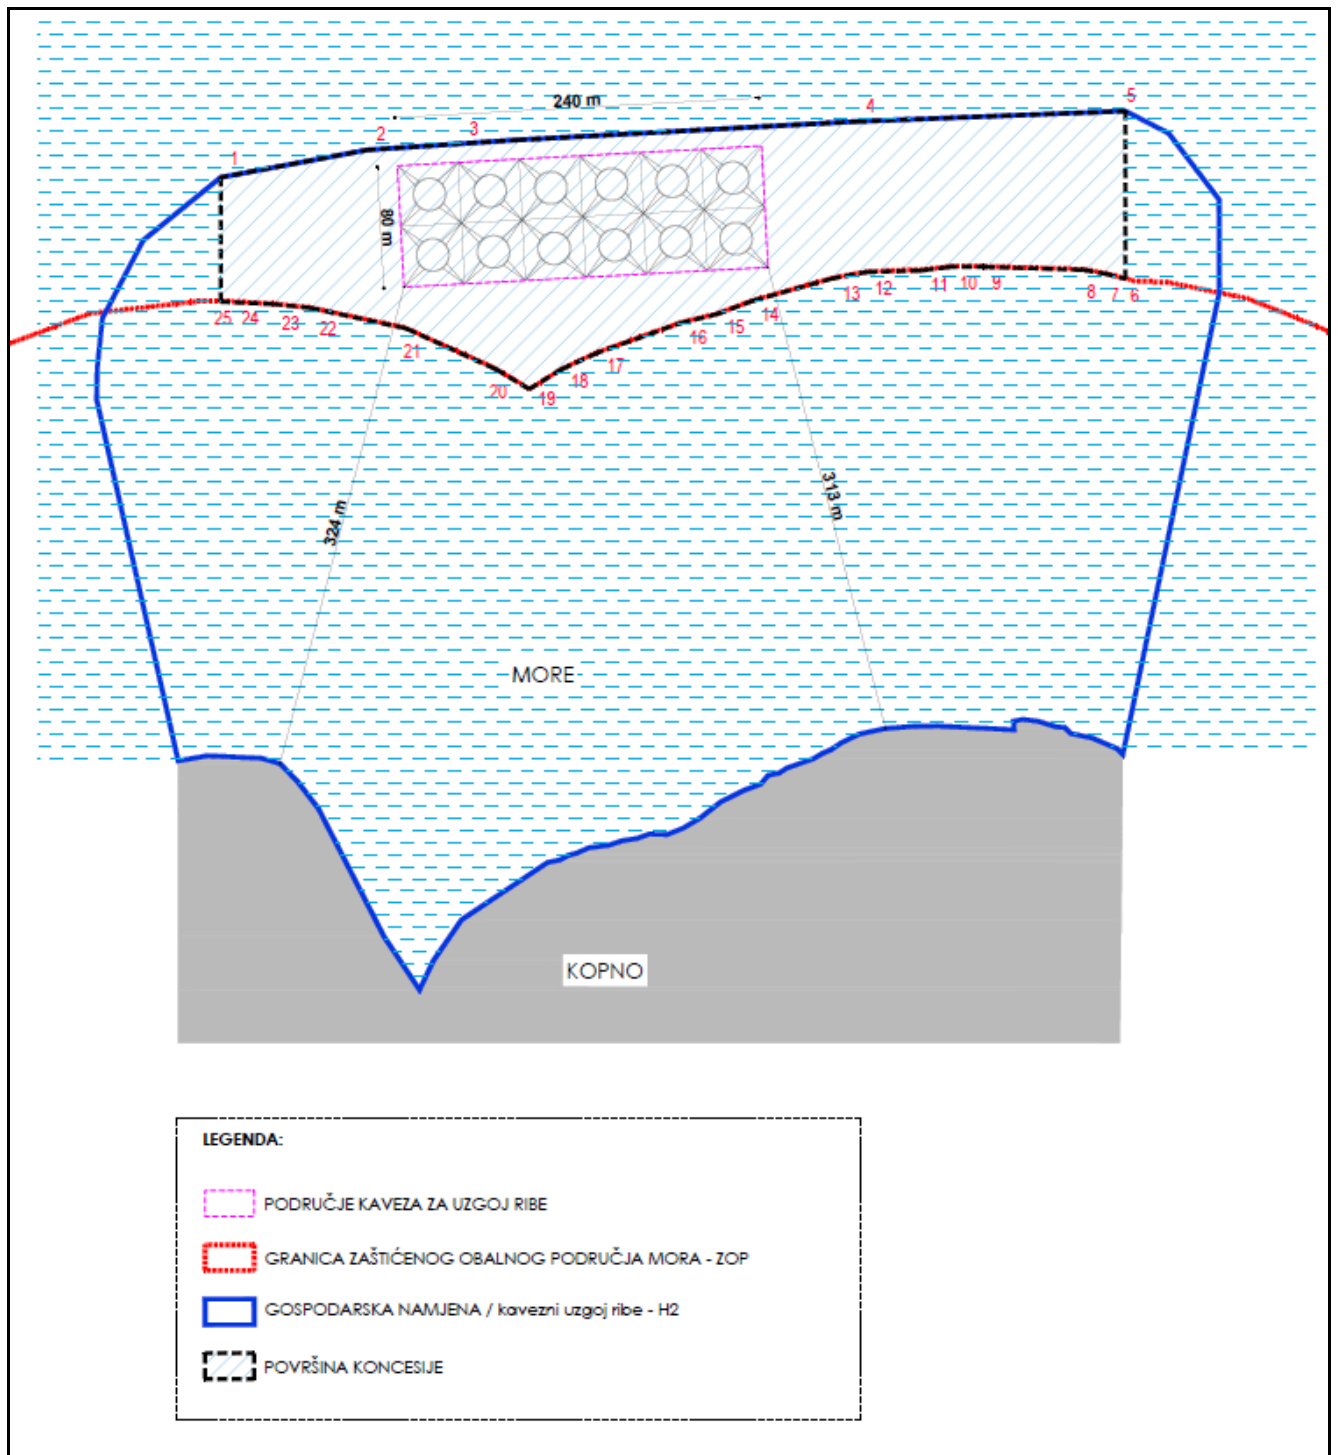 240 m
1
2
3
4
5
80 m
25
24
23
22
21
20
19
18
17
16
15
14
13
12
11
10
9
8
7
6
324 m
313 m
MORE
KOPNO
LEGENDA:
PODRUČJE KAVEZA ZA UZGOJ RIBE
GRANICA ZAŠTIĆENOG OBALNOG PODRUČJA MORA - ZOP
GOSPODARSKA NAMJENA / kavezni uzgoj ribe - H2
POVRŠINA KONCESIJE